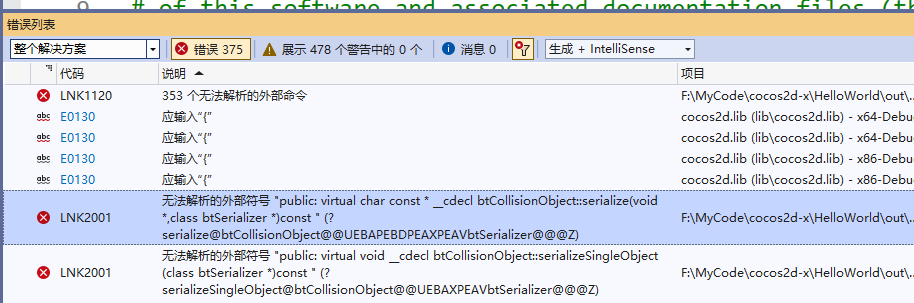 9 # of this software and associated documentation files (th
错误列表
整个解决方案 错误 375 展示 478 个警告中的 0 个 消息 0 生成 + IntelliSense
代码 说明 项目
LNK1120 353 个无法解析的外部命令 F:\MyCode\cocos2d-x\HelloWorld\out\...
abc E0130 应输入“{” cocos2d.lib (lib\cocos2d.lib) - x64-Debu
abc E0130 应输入“{” cocos2d.lib (lib\cocos2d.lib) - x64-Debu
abc E0130 应输入“{” cocos2d.lib (lib\cocos2d.lib) - x86-Debu
abc E0130 应输入“{” cocos2d.lib (lib\cocos2d.lib) - x86-Debu
无法解析的外部符号 "public: virtual char const * __cdecl btCollisionObject::serialize(void
LNK2001 *,class btSerializer *)const " (? F:\MyCode\cocos2d-x\HelloWorld\out\...
serialize@btCollisionObject@@UEBAPEBDPEAXPEAVbtSerializer@@@Z)
无法解析的外部符号 "public: virtual void __cdecl btCollisionObject::serializeSingleObject
LNK2001 (class btSerializer *)const " (? F:\MyCode\cocos2d-x\HelloWorld\out\...
serializeSingleObject@btCollisionObject@@UEBAXPEAVbtSerializer@@@Z)